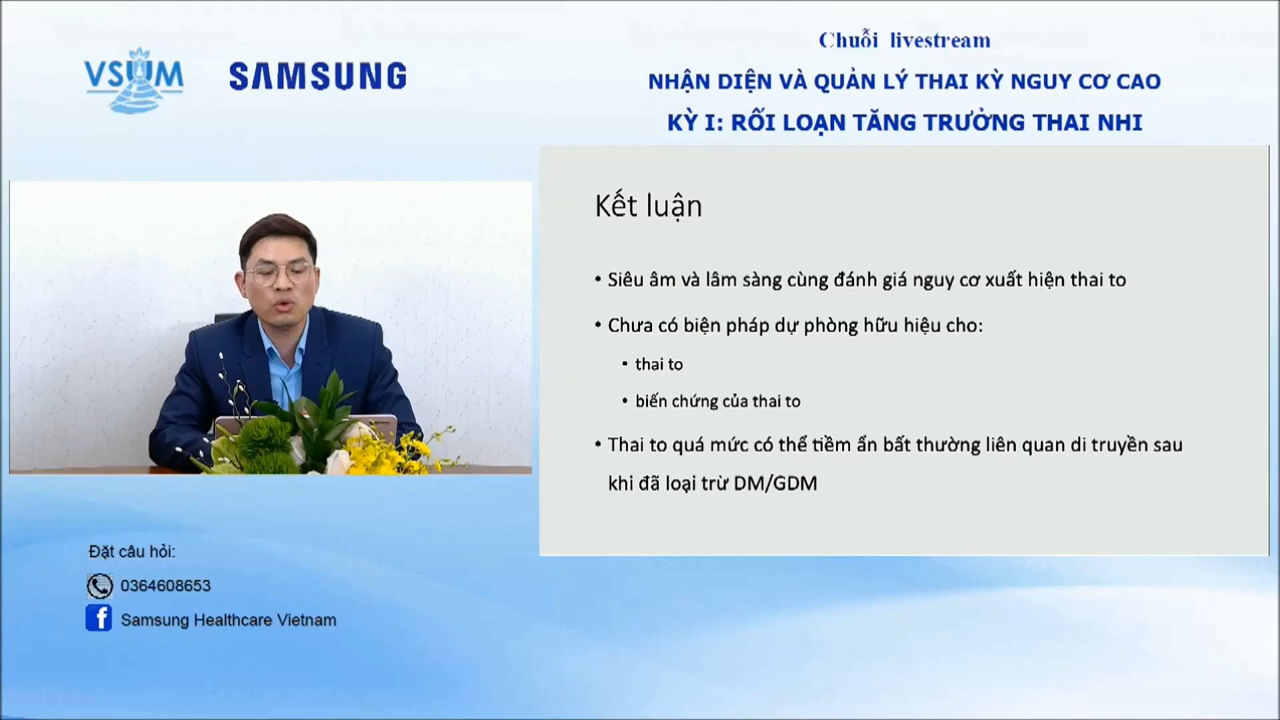 VSUM
SAMSUNG
Chuỗi livestream
NHẬN DIỆN VÀ QUẢN LÝ THAI KỲ NGUY CƠ CAO
KỲ I: RỐI LOẠN TĂNG TRƯỞNG THAI NHI
Kết luận
• Siêu âm và lâm sàng cùng đánh giá nguy cơ xuất hiện thai to
• Chưa có biện pháp dự phòng hữu hiệu cho:
• thai to
• biến chứng của thai to
• Thai to quá mức có thể tiềm ẩn bất thường liên quan di truyền sau
khi đã loại trừ DM/GDM
Đặt câu hỏi:
0364608653
Samsung Healthcare Vietnam